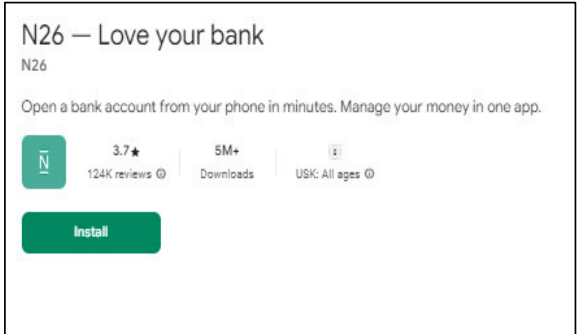 N26 — Love your bank
N26
Open a bank account from your phone in minutes. Manage your money in one app.
N
3.7★ 5M+ 0
124K reviews Downloads USK: All ages
Install